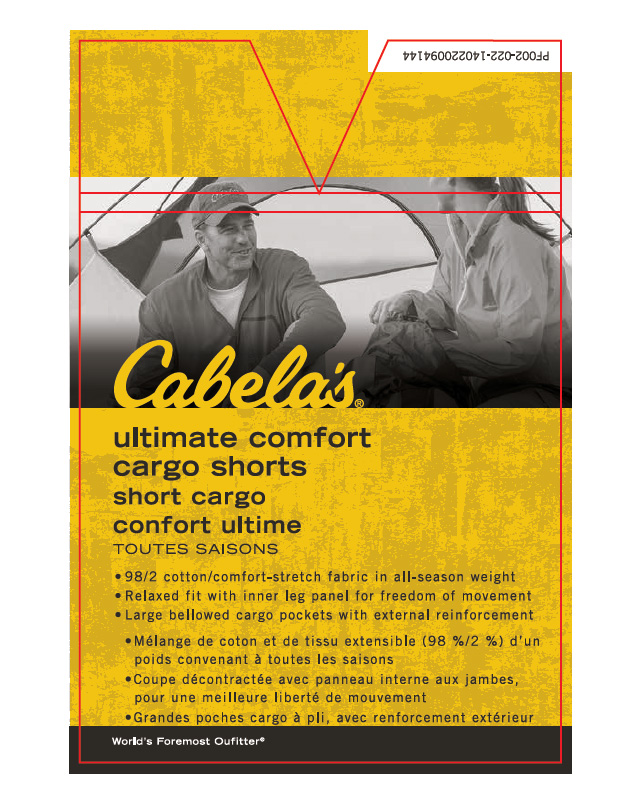 PF002-022-140220094144
Cabela's®
ultimate comfort
cargo shorts
short cargo
confort ultime
TOUTES SAISONS
• 98/2 cotton/comfort-stretch fabric in all-season weight
• Relaxed fit with inner leg panel for freedom of movement
• Large bellowed cargo pockets with external reinforcement
• Mélange de coton et de tissu extensible (98 %/2 %) d'un
poids convenant à toutes les saisons
• Coupe décontractée avec panneau interne aux jambes,
pour une meilleure liberté de mouvement
• Grandes poches cargo à pli, avec renforcement extérieur
World's Foremost Oufitter®